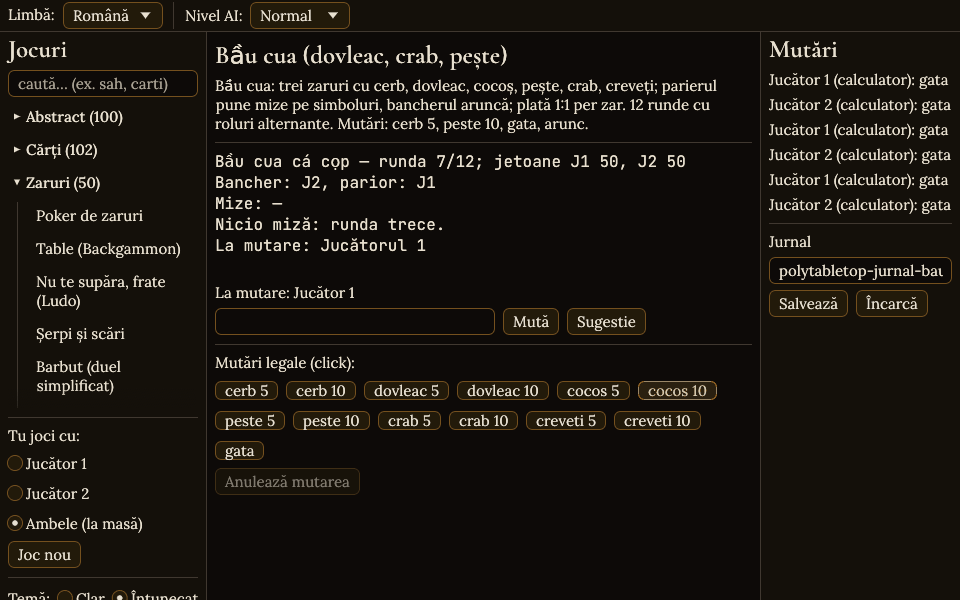 Limbă: Română Nivel AI: Normal
Jocuri
caută... (ex. sah, carti)
Abstract (100)
Cărți (102)
Zaruri (50)
Poker de zaruri
Table (Backgammon)
Nu te supăra, frate
(Ludo)
Șerpi și scări
Barbut (duel
simplificat)
Tu joci cu:
Jucător 1
Jucător 2
Ambele (la masă)
Joc nou
Temă: Clar Întunecat
Bầu cua (dovleac, crab, pește)
Bầu cua: trei zaruri cu cerb, dovleac, cocoș, pește, crab, creveți; parierul
pune mize pe simboluri, bancherul aruncă; plată 1:1 per zar. 12 runde cu
roluri alternante. Mutări: cerb 5, peste 10, gata, arunc.
Bầu cua cá cọp — runda 7/12; jetoane J1 50, J2 50
Bancher: J2, parior: J1
Mize: —
Nicio miză: runda trece.
La mutare: Jucătorul 1
La mutare: Jucător 1
Mută Sugestie
Mutări legale (click):
cerb 5 cerb 10 dovleac 5 dovleac 10 cocos 5 cocos 10
peste 5 peste 10 crab 5 crab 10 creveti 5 creveti 10
gata
Anulează mutarea
Mutări
Jucător 1 (calculator): gata
Jucător 2 (calculator): gata
Jucător 1 (calculator): gata
Jucător 2 (calculator): gata
Jucător 1 (calculator): gata
Jucător 2 (calculator): gata
Jurnal
polytabletop-jurnal-bau
Salvează Încarcă